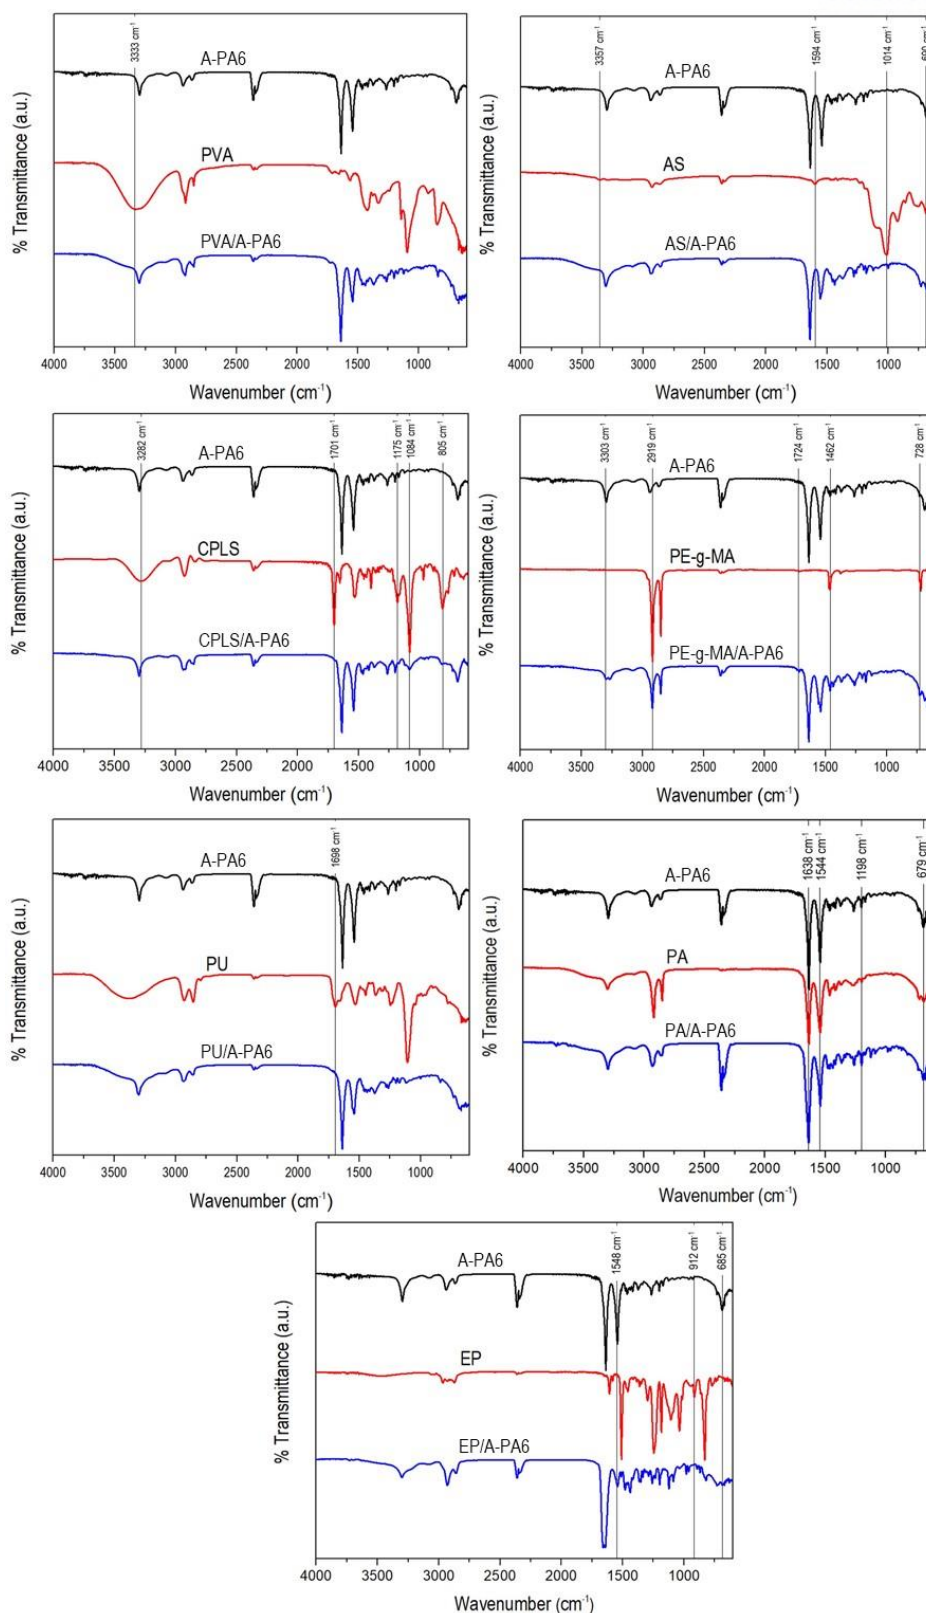 3333 cm⁻¹
A-PA6
PVA
PVA/A-PA6
% Transmittance (a.u.)
4000 3500 3000 2500 2000 1500 1000
Wavenumber (cm⁻¹)
3357 cm⁻¹ 1594 cm⁻¹ 1014 cm⁻¹
A-PA6
AS
AS/A-PA6
% Transmittance (a.u.)
4000 3500 3000 2500 2000 1500 1000
Wavenumber (cm⁻¹)
3282 cm⁻¹ 1701 cm⁻¹ 1175 cm⁻¹ 1084 cm⁻¹ 805 cm⁻¹
A-PA6
CPLS
CPLS/A-PA6
% Transmittance (a.u.)
4000 3500 3000 2500 2000 1500 1000
Wavenumber (cm⁻¹)
3303 cm⁻¹ 2919 cm⁻¹ 1724 cm⁻¹ 1462 cm⁻¹ 728 cm⁻¹
A-PA6
PE-g-MA
PE-g-MA/A-PA6
% Transmittance (a.u.)
4000 3500 3000 2500 2000 1500 1000
Wavenumber (cm⁻¹)
1698 cm⁻¹
A-PA6
PU
PU/A-PA6
% Transmittance (a.u.)
4000 3500 3000 2500 2000 1500 1000
Wavenumber (cm⁻¹)
1638 cm⁻¹ 1544 cm⁻¹ 1198 cm⁻¹ 679 cm⁻¹
A-PA6
PA
PA/A-PA6
% Transmittance (a.u.)
4000 3500 3000 2500 2000 1500 1000
Wavenumber (cm⁻¹)
1548 cm⁻¹ 912 cm⁻¹ 685 cm⁻¹
A-PA6
EP
EP/A-PA6
% Transmittance (a.u.)
4000 3500 3000 2500 2000 1500 1000
Wavenumber (cm⁻¹)